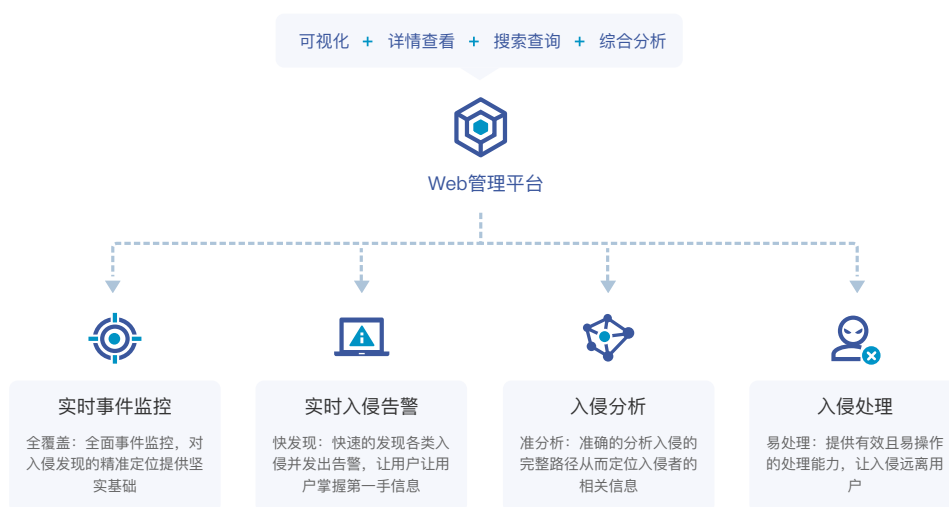 可视化 + 详情查看 + 搜索查询 + 综合分析
Web管理平台
实时事件监控
全覆盖：全面事件监控，对
入侵发现的精准定位提供坚
实基础
实时入侵告警
快发现：快速的发现各类入
侵并发出告警，让用户让用
户掌握第一手信息
入侵分析
准分析：准确的分析入侵的
完整路径从而定位入侵者的
相关信息
入侵处理
易处理：提供有效且易操作
的处理能力，让入侵远离用
户